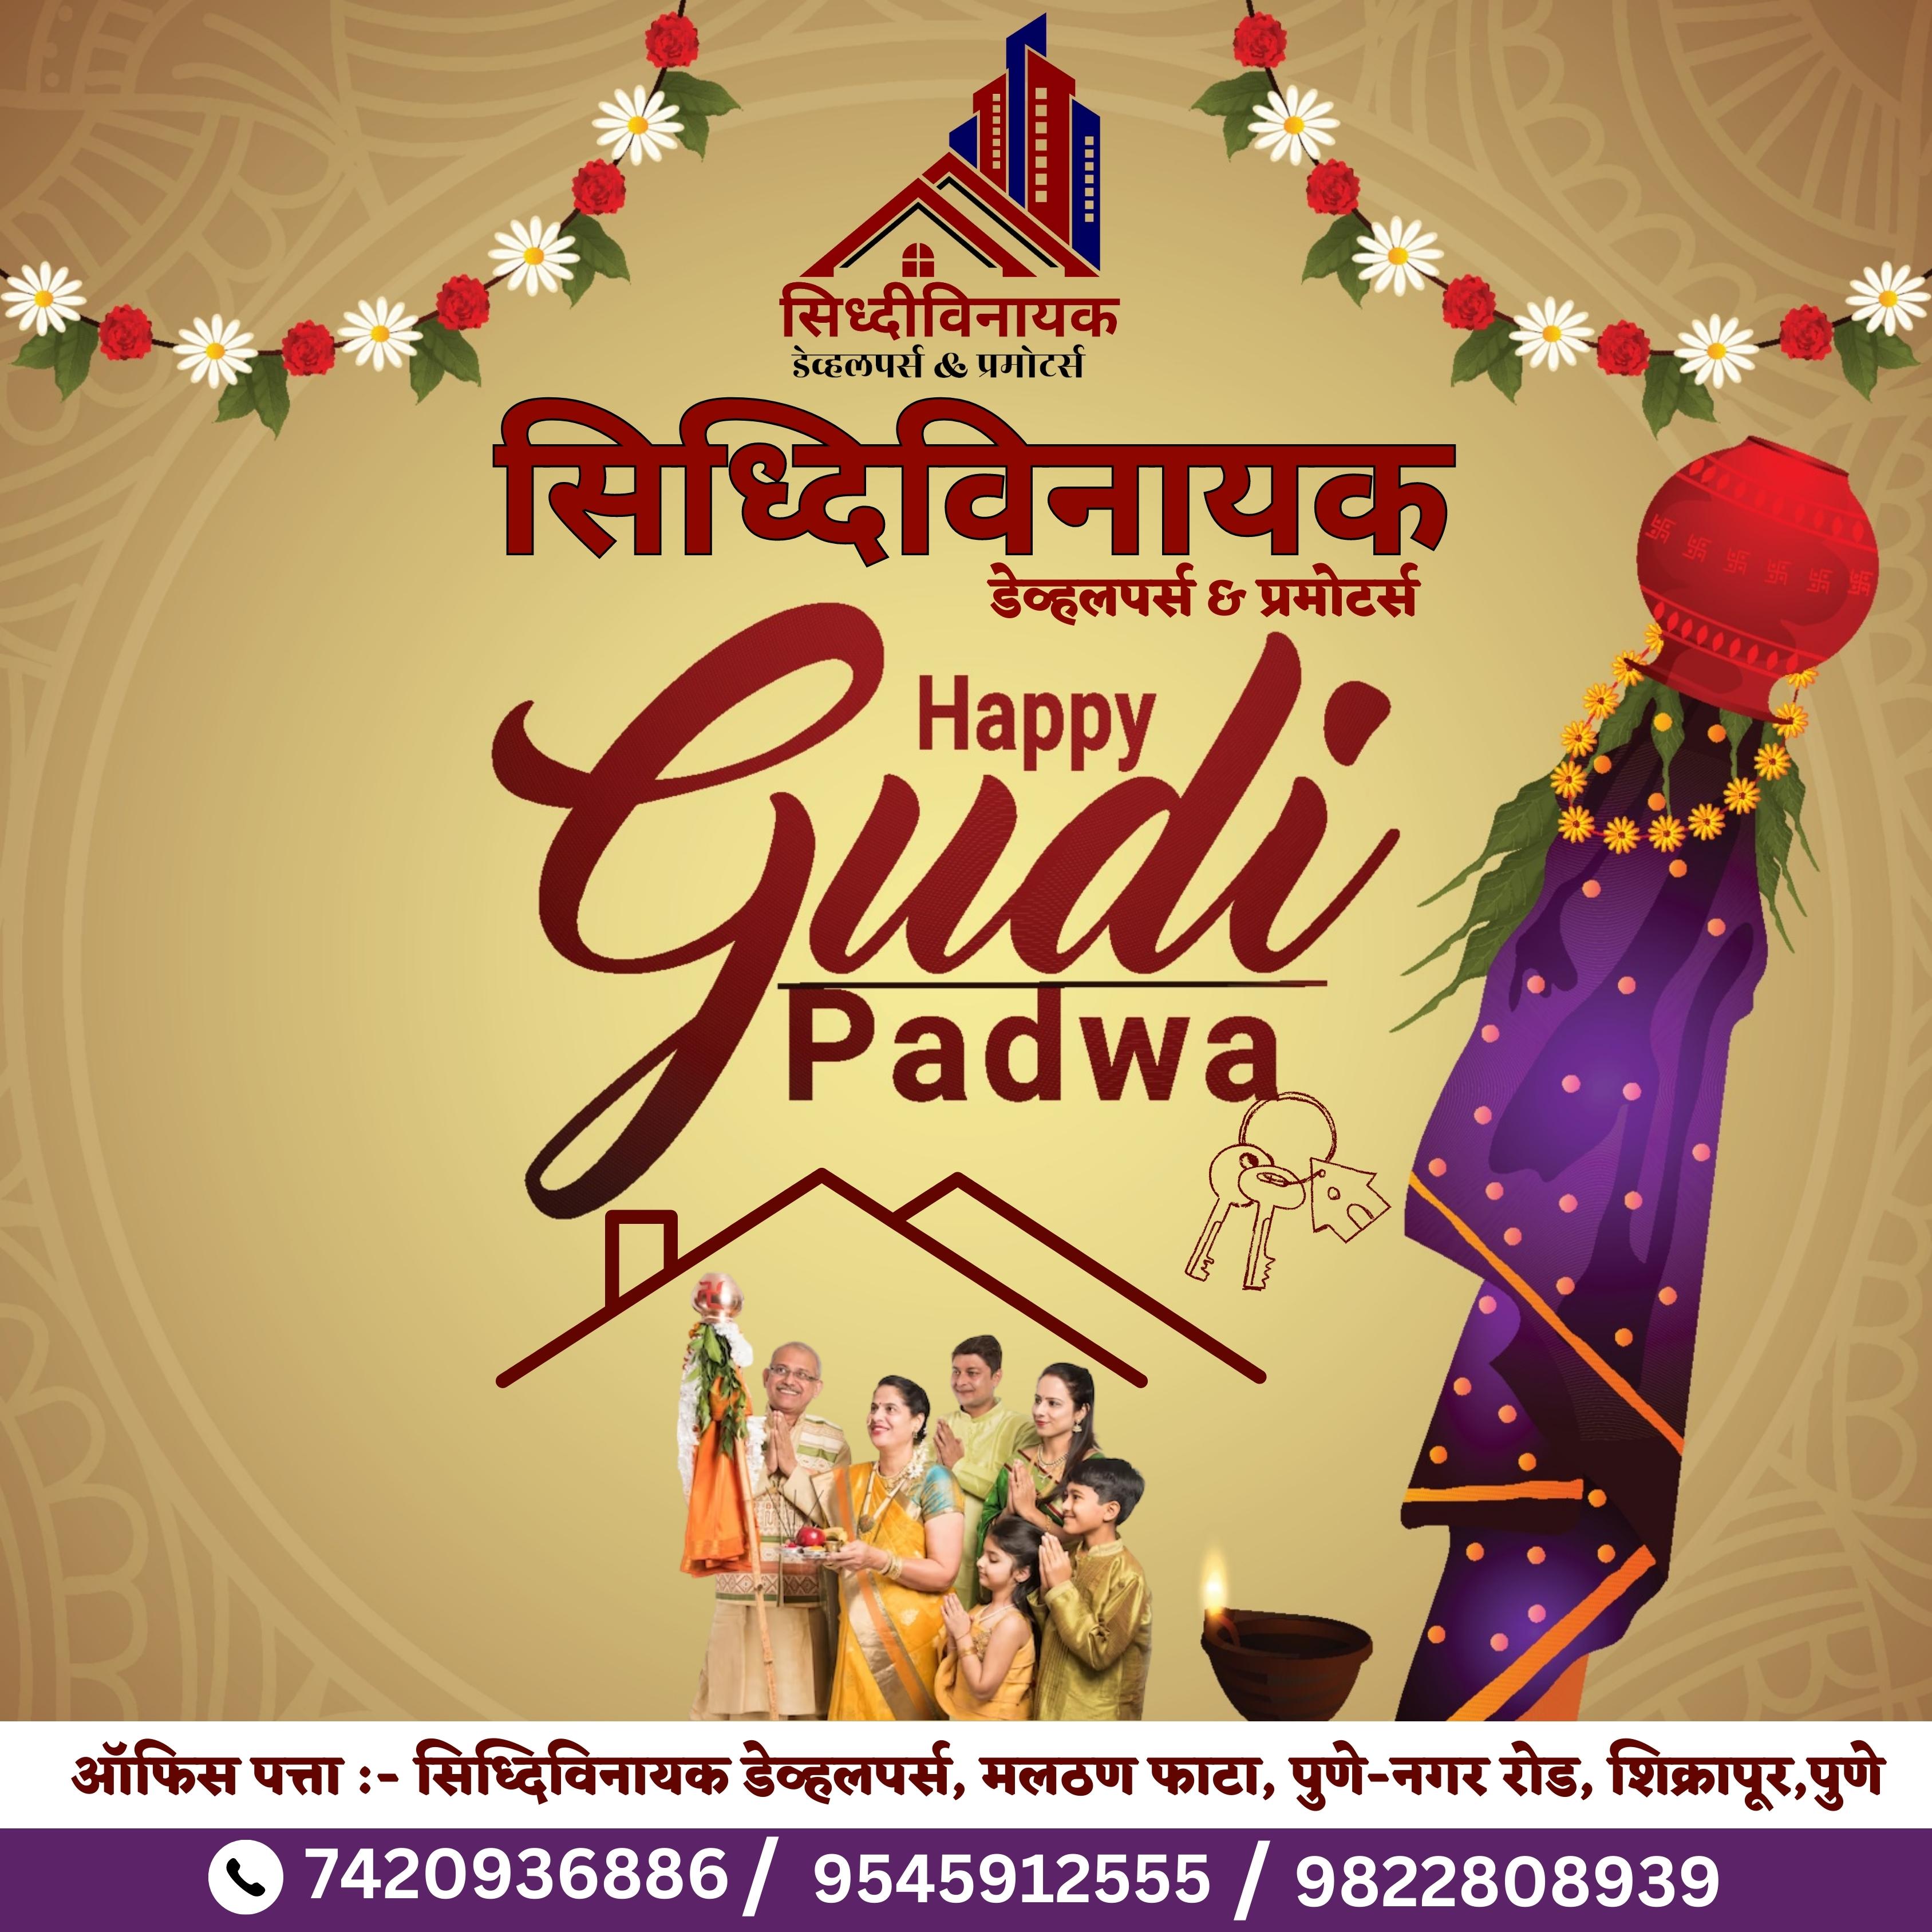 सिध्दीविनायक
डेव्हलपर्स & प्रमोटर्स
सिध्दिविनायक
डेव्हलपर्स & प्रमोटर्स
Happy
Gudi
Padwa
ऑफिस पत्ता :- सिध्दिविनायक डेव्हलपर्स, मलठण फाटा, पुणे-नगर रोड, शिक्रापूर,पुणे
7420936886 / 9545912555 / 9822808939